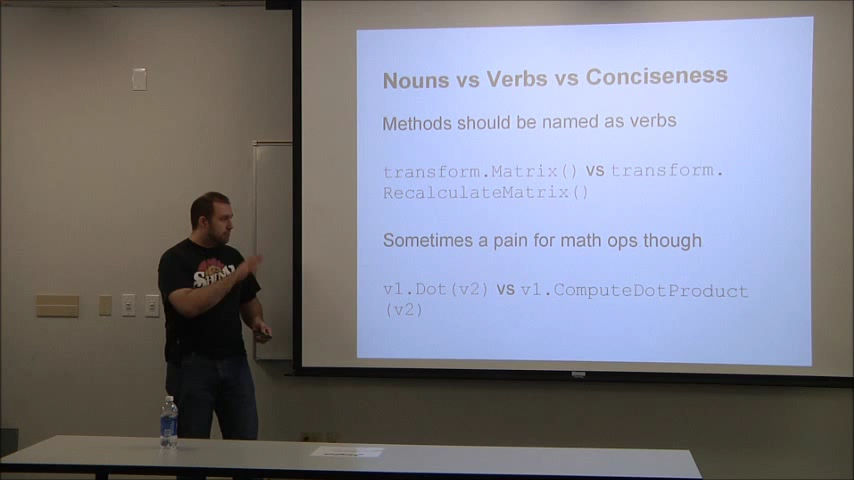 Nouns vs Verbs vs Conciseness
Methods should be named as verbs
transform.Matrix() vs transform.
RecalculateMatrix()
Sometimes a pain for math ops though
v1.Dot(v2) vs v1.ComputeDotProduct
(v2)